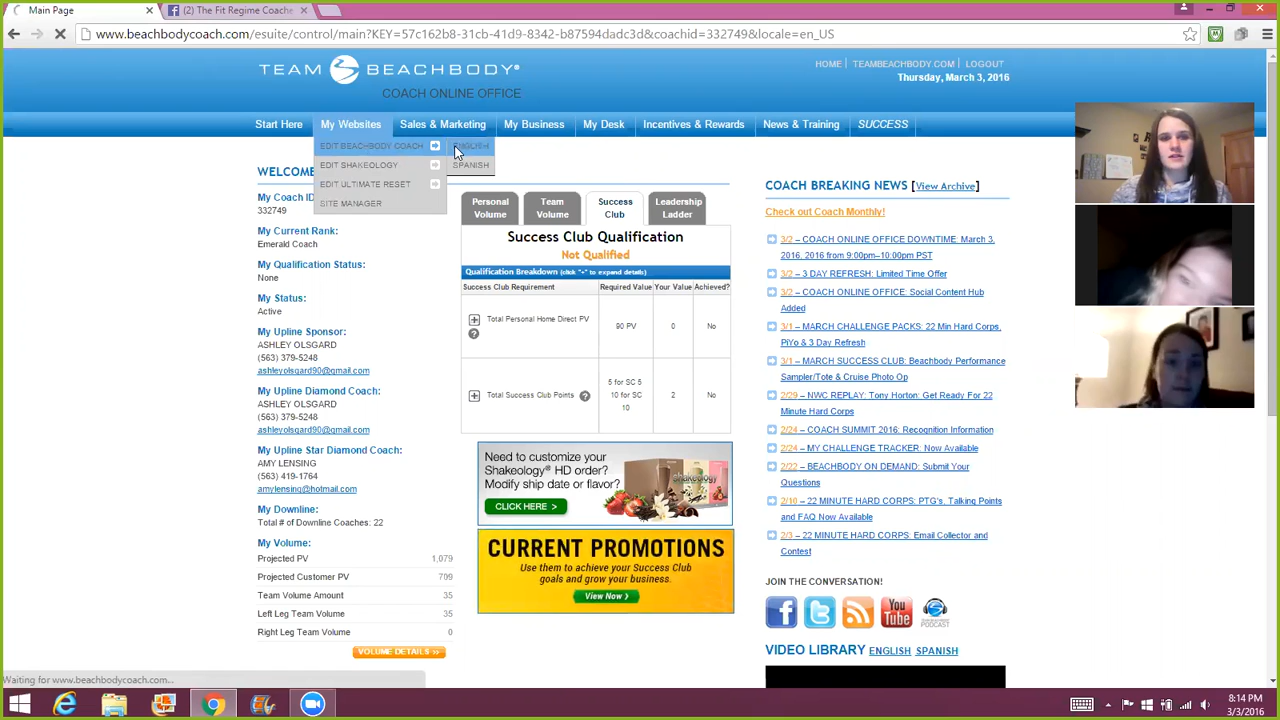 Main Page
(2) The Fit Regime Coache
www.beachbodycoach.com/esuite/control/main?KEY=57c162b8-31cb-41d9-8342-b87594dadc3d&coachid=332749&locale=en_US
TEAM BEACHBODY®
COACH ONLINE OFFICE
HOME | TEAMBEACHBODY.COM | LOGOUT
Thursday, March 3, 2016
Start Here My Websites Sales & Marketing My Business My Desk Incentives & Rewards News & Training SUCCESS
EDIT BEACHBODY COACH ENGLISH
EDIT SHAKEOLOGY SPANISH
EDIT ULTIMATE RESET
SITE MANAGER
My Coach ID
332749
My Current Rank:
Emerald Coach
My Qualification Status:
None
My Status:
Active
My Upline Sponsor:
ASHLEY OLSGARD
(563) 379-5248
ashleyolsgard90@gmail.com
My Upline Diamond Coach:
ASHLEY OLSGARD
(563) 379-5248
ashleyolsgard90@gmail.com
My Upline Star Diamond Coach:
AMY LENSING
(563) 419-1764
amylensing@hotmail.com
My Downline:
Total # of Downline Coaches: 22
My Volume:
Projected PV 1,079
Projected Customer PV 709
Team Volume Amount 35
Left Leg Team Volume 35
Right Leg Team Volume 0
VOLUME DETAILS >>
Personal Volume
Team Volume
Success Club
Leadership Ladder
Success Club Qualification
Not Qualified
Qualification Breakdown (click "+" to expand details)
Success Club Requirement Required Value Your Value Achieved?
Total Personal Home Direct PV 90 PV 0 No
Total Success Club Points 5 for SC 5 10 for SC 10 2 No
Need to customize your
Shakeology® HD order?
Modify ship date or flavor?
CLICK HERE >
shakeology
CURRENT PROMOTIONS
Use them to achieve your Success Club
goals and grow your business.
View Now >
COACH BREAKING NEWS [View Archive]
Check out Coach Monthly!
3/2 – COACH ONLINE OFFICE DOWNTIME March 3,
2016, 2016 from 9:00pm–10:00pm PST
3/2 – 3 DAY REFRESH: Limited Time Offer
3/2 – COACH ONLINE OFFICE: Social Content Hub
Added
3/1 – MARCH CHALLENGE PACKS: 22 Min Hard Corps,
PiYo & 3 Day Refresh
3/1 – MARCH SUCCESS CLUB: Beachbody Performance
Sampler/Tote & Cruise Photo Op
2/29 – NWC REPLAY: Tony Horton: Get Ready For 22
Minute Hard Corps
2/24 – COACH SUMMIT 2016: Recognition Information
2/24 – MY CHALLENGE TRACKER: Now Available
2/22 – BEACHBODY ON DEMAND: Submit Your
Questions
2/10 – 22 MINUTE HARD CORPS: PTG's, Talking Points
and FAQ Now Available
2/3 – 22 MINUTE HARD CORPS: Email Collector and
Contest
JOIN THE CONVERSATION!
You Tube
BEACHBODY PODCAST
VIDEO LIBRARY ENGLISH SPANISH
Waiting for www.beachbodycoach.com...
8:14 PM
3/3/2016